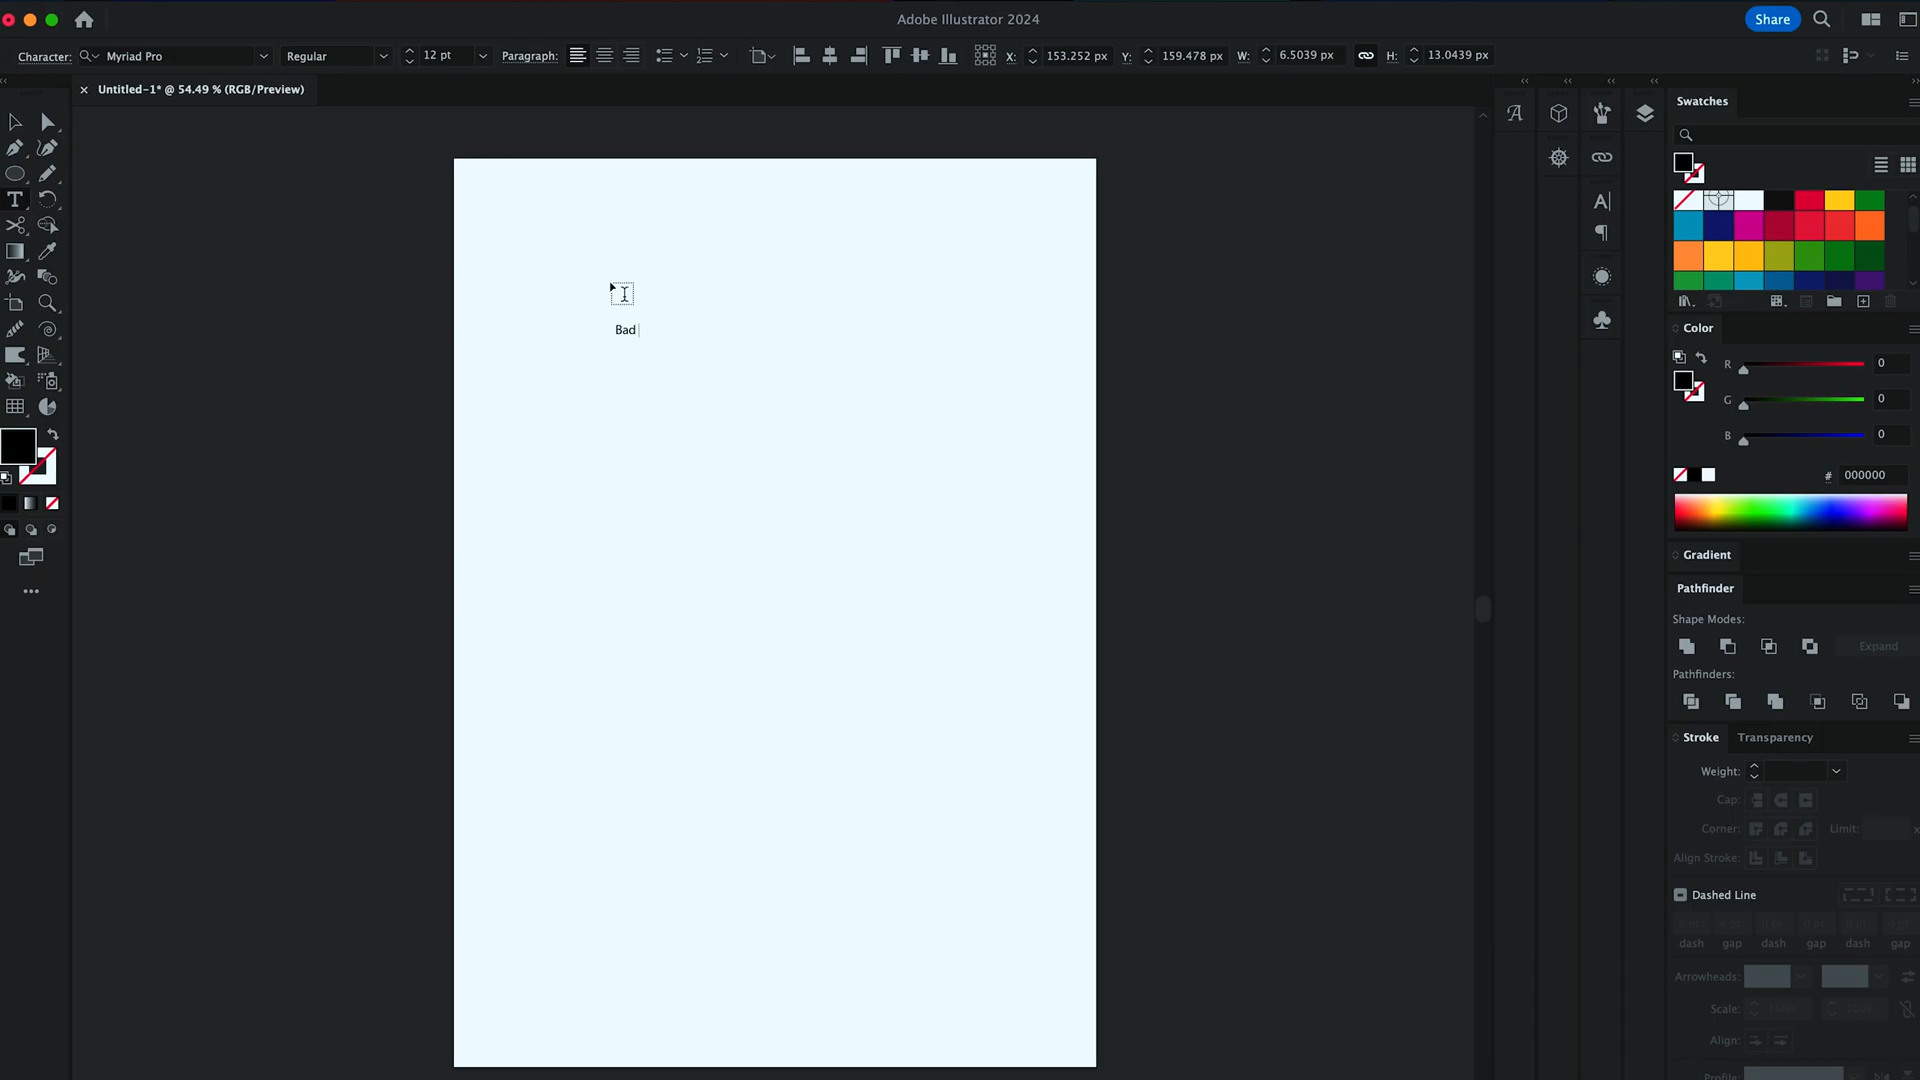 Adobe Illustrator 2024
Share
Character: Myriad Pro Regular 12 pt Paragraph: X: 153.252 px Y: 159.478 px W: 6.5039 px H: 13.0439 px
Untitled-1* @ 54.49 % (RGB/Preview)
Bad
Swatches
Color
R 0
G 0
B 0
# 000000
Gradient
Pathfinder
Shape Modes:
Expand
Pathfinders:
Stroke Transparency
Weight:
Cap:
Corner: Limit: x
Align Stroke:
Dashed Line
dash gap dash gap dash gap
Arrowheads:
Scale: 100% 100%
Align:
Profile: